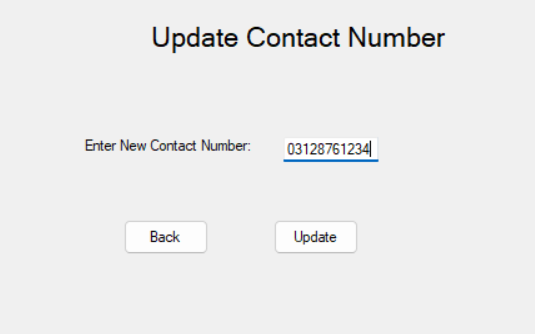 Update Contact Number
Enter New Contact Number: 03128761234
Back Update